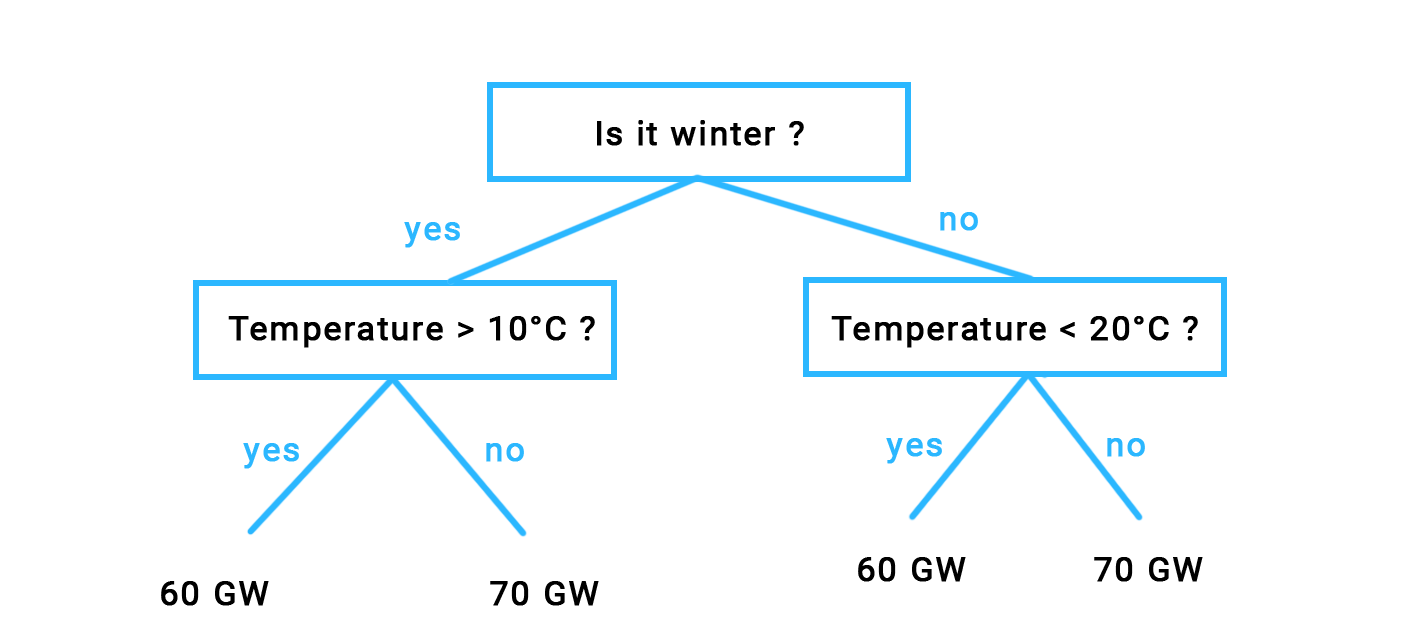 Is it winter ?
yes
no
Temperature > 10°C ?
Temperature < 20°C ?
yes
no
yes
no
60 GW
70 GW
60 GW
70 GW